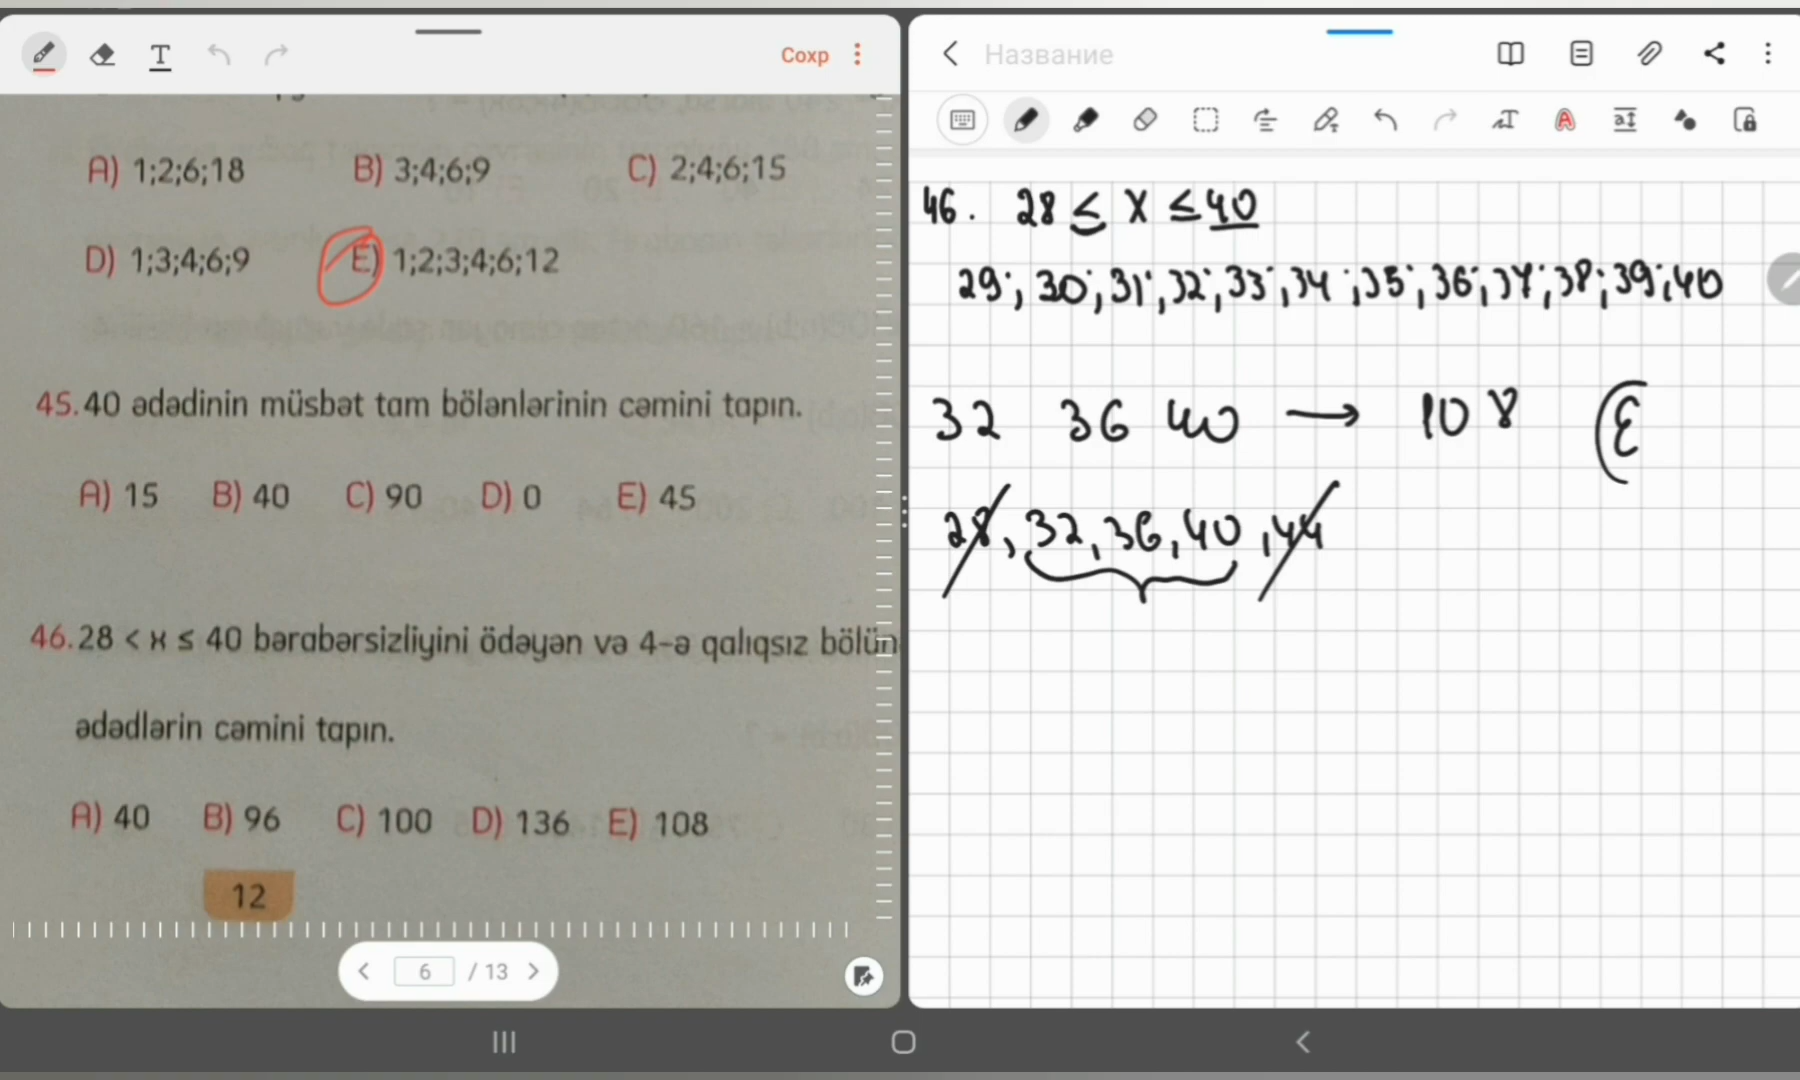 Сохр
A) 1;2;6;18 B) 3;4;6;9 C) 2;4;6;15
D) 1;3;4;6;9 E) 1;2;3;4;6;12
45. 40 ədədinin müsbət tam bölənlərinin cəmini tapın.
A) 15 B) 40 C) 90 D) 0 E) 45
46. 28 < x ≤ 40 bərabərsizliyini ödəyən və 4-ə qalıqsız bölün
ədədlərin cəmini tapın.
A) 40 B) 96 C) 100 D) 136 E) 108
12
6 / 13
Название
46. 28 ≤ x ≤ 40
29; 30; 31; 32; 33; 34; 35; 36; 37; 38; 39; 40
32 36 40 → 108 (E
28, 32, 36, 40, 44